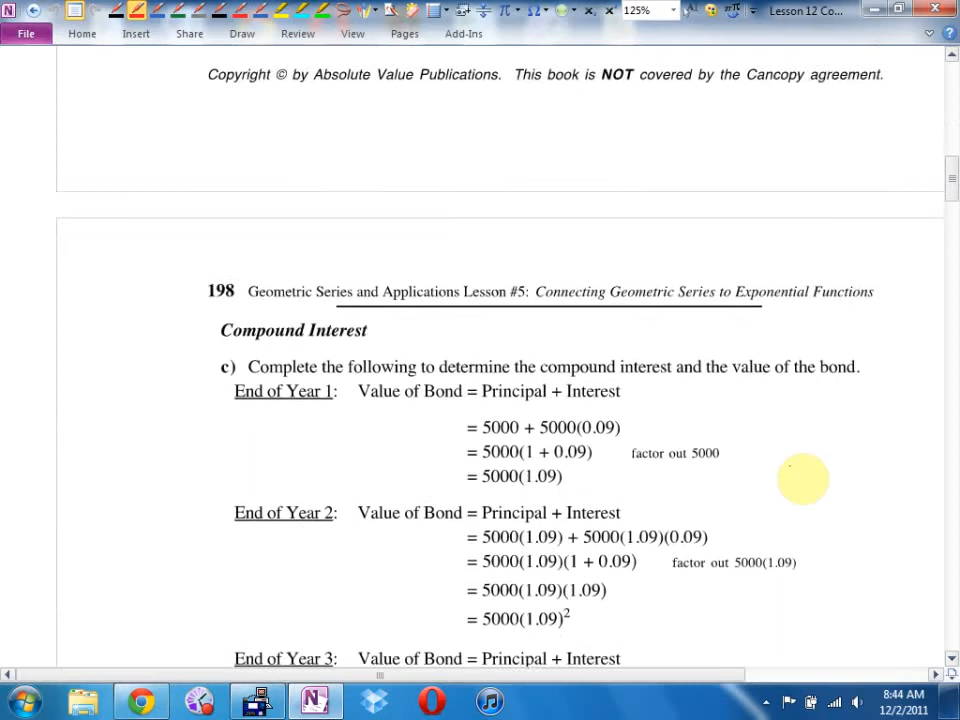 125%
Lesson 12 Co...
File Home Insert Share Draw Review View Pages Add-Ins
Copyright © by Absolute Value Publications. This book is NOT covered by the Cancopy agreement.
198 Geometric Series and Applications Lesson #5: Connecting Geometric Series to Exponential Functions
Compound Interest
c) Complete the following to determine the compound interest and the value of the bond.
End of Year 1: Value of Bond = Principal + Interest
= 5000 + 5000(0.09)
= 5000(1 + 0.09) factor out 5000
= 5000(1.09)
End of Year 2: Value of Bond = Principal + Interest
= 5000(1.09) + 5000(1.09)(0.09)
= 5000(1.09)(1 + 0.09) factor out 5000(1.09)
= 5000(1.09)(1.09)
= 5000(1.09)²
End of Year 3: Value of Bond = Principal + Interest
8:44 AM
12/2/2011